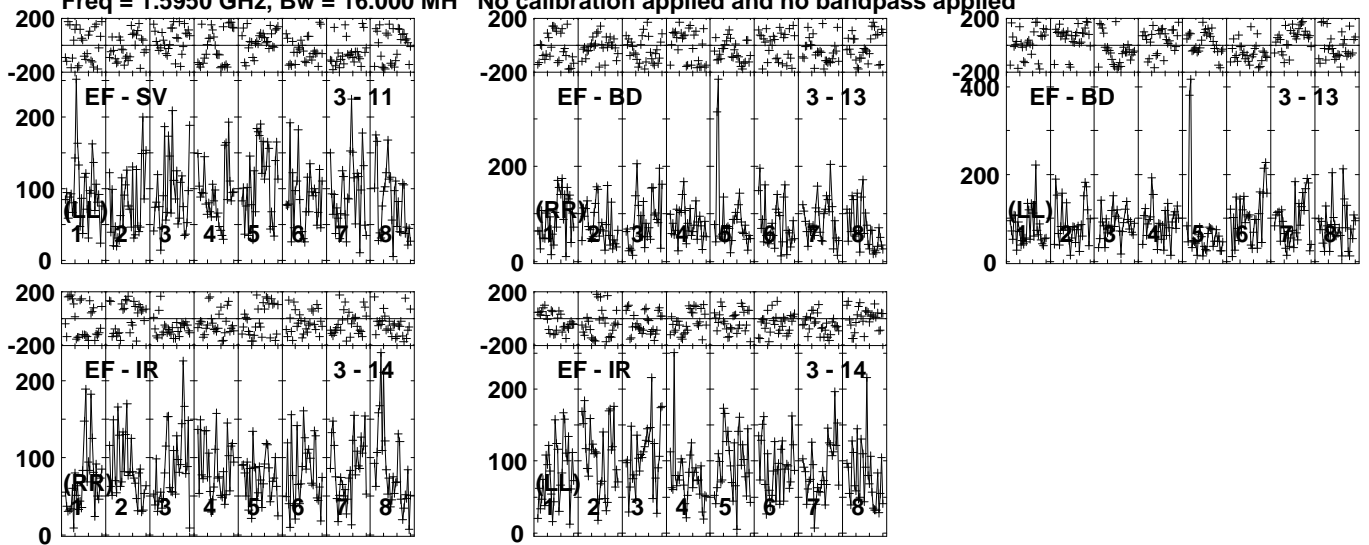 Freq = 1.5950 GHz, Bw = 16.000 MH No calibration applied and no bandpass applied
200
-200
EF - SV 3 - 11
200
100
(LL)
1 2 3 4 5 6 7 8
0
200
-200
EF - BD 3 - 13
200
(RR)
1 2 3 4 5 6 7 8
0
200
-200
400
EF - BD 3 - 13
200
(LL)
1 2 3 4 5 6 7 8
0
200
-200
EF - IR 3 - 14
200
100
(RR)
1 2 3 4 5 6 7 8
0
200
-200
EF - IR 3 - 14
200
100
(LL)
1 2 3 4 5 6 7 8
0